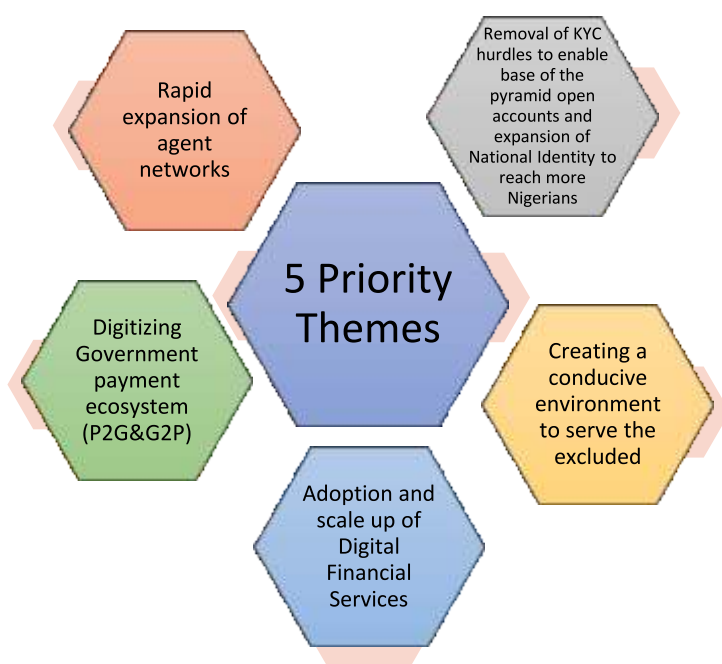 Rapid
expansion of
agent
networks
Removal of KYC
hurdles to enable
base of the
pyramid open
accounts and
expansion of
National Identity to
reach more
Nigerians
5 Priority
Themes
Digitizing
Government
payment
ecosystem
(P2G&G2P)
Creating a
conducive
environment
to serve the
excluded
Adoption and
scale up of
Digital
Financial
Services